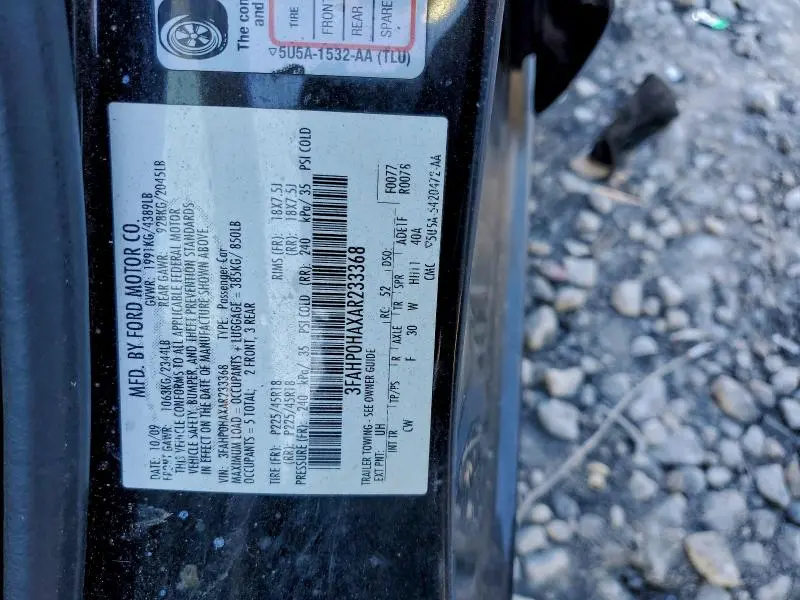 The com
and
TIRE
FRONT
REAR
SPARE
5U5A-1532-AA (TLU)
MFD. BY FORD MOTOR CO.
DATE: 10/09 GVWR: 1991KG/4389LB
FRONT GAWR: 1063KG/2344LB REAR GAWR: 928KG/2045LB
THIS VEHICLE CONFORMS TO ALL APPLICABLE FEDERAL MOTOR
VEHICLE SAFETY, BUMPER, AND THEFT PREVENTION STANDARDS
IN EFFECT ON THE DATE OF MANUFACTURE SHOWN ABOVE.
VIN: 3FAHP0HAXAR233368 TYPE: Passenger Car
MAXIMUM LOAD = OCCUPANTS + LUGGAGE = 385KG/ 850LB
OCCUPANTS = 5 TOTAL, 2 FRONT, 3 REAR
TIRE (FR): P225/45R18 RIMS (FR): 18X7.5J
(RR): P225/45R18 (RR): 18X7.5J
PRESSURE (FR): 240 kPa/ 35 PSI COLD (RR): 240 kPa/ 35 PSI COLD
3FAHP0HAXAR233368
TRAILER TOWING - SEE OWNER GUIDE F0077
EXT PNT: UH RC: 52 DSO: R0078
INT TR TP/PS R AXLE TR SPR ADETF
CW F 30 W 40A
CMC 5U5A-5420472-AA